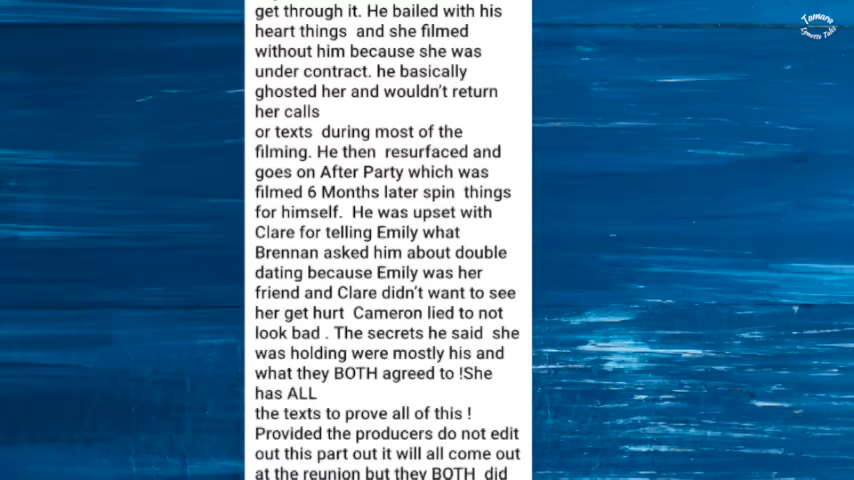 get through it. He bailed with his
heart things and she filmed
without him because she was
under contract. he basically
ghosted her and wouldn't return
her calls
or texts during most of the
filming. He then resurfaced and
goes on After Party which was
filmed 6 Months later spin things
for himself. He was upset with
Clare for telling Emily what
Brennan asked him about double
dating because Emily was her
friend and Clare didn't want to see
her get hurt Cameron lied to not
look bad . The secrets he said she
was holding were mostly his and
what they BOTH agreed to !She
has ALL
the texts to prove all of this !
Provided the producers do not edit
out this part out it will all come out
at the reunion but they BOTH did
Tamara
Lynette Talks